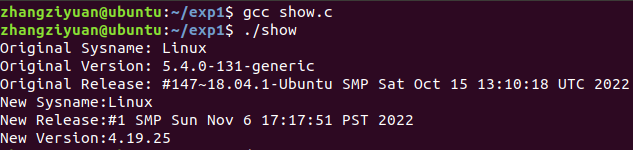 zhangziyuan@ubuntu:~/exp1$ gcc show.c
zhangziyuan@ubuntu:~/exp1$ ./show
Original Sysname: Linux
Original Version: 5.4.0-131-generic
Original Release: #147~18.04.1-Ubuntu SMP Sat Oct 15 13:10:18 UTC 2022
New Sysname:Linux
New Release:#1 SMP Sun Nov 6 17:17:51 PST 2022
New Version:4.19.25